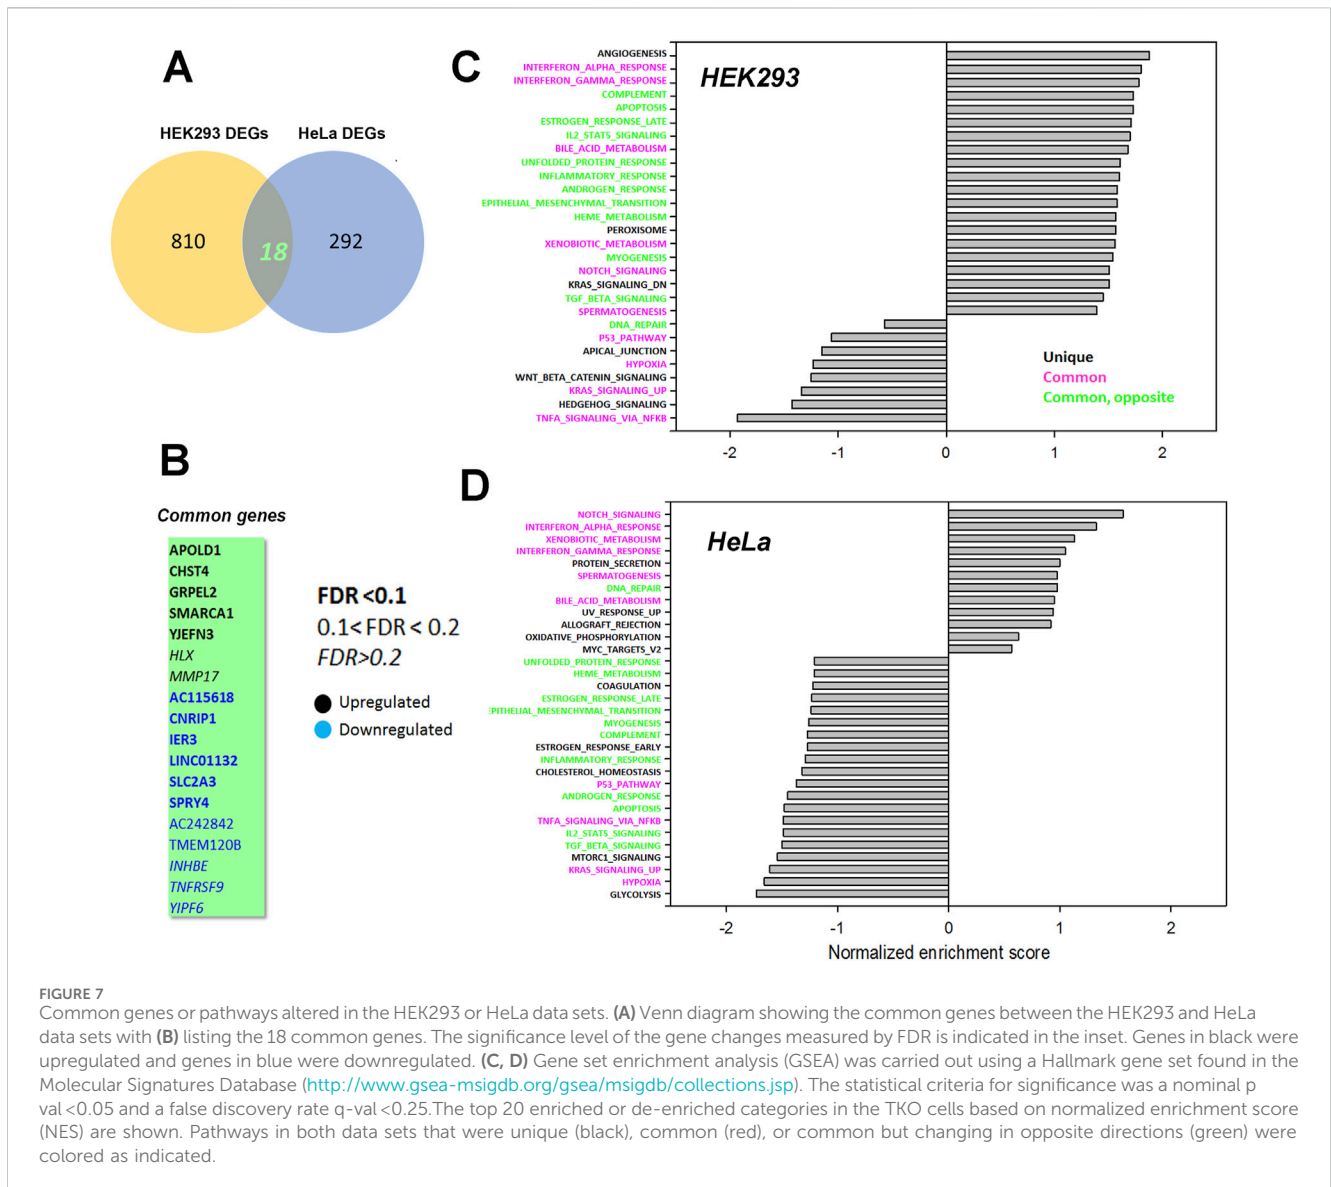 A
HEK293 DEGs
HeLa DEGs
810
18
292
B
Common genes
APOLD1
CHST4
GRPEL2
SMARCA1
YJEFN3
HLX
MMP17
AC115618
CNRIP1
IER3
LINC01132
SLC2A3
SPRY4
AC242842
TMEM120B
INHBE
TNFRSF9
YIPF6
FDR <0.1
0.1< FDR < 0.2
FDR>0.2
Upregulated
Downregulated
C
HEK293
ANGIOGENESIS
INTERFERON_ALPHA_RESPONSE
INTERFERON_GAMMA_RESPONSE
COMPLEMENT
APOPTOSIS
ESTROGEN_RESPONSE_LATE
IL2_STAT5_SIGNALING
BILE_ACID_METABOLISM
UNFOLDED_PROTEIN_RESPONSE
INFLAMMATORY_RESPONSE
ANDROGEN_RESPONSE
EPITHELIAL_MESENCHYMAL_TRANSITION
HEME_METABOLISM
PEROXISOME
XENOBIOTIC_METABOLISM
MYOGENESIS
NOTCH_SIGNALING
KRAS_SIGNALING_DN
TGF_BETA_SIGNALING
SPERMATOGENESIS
DNA_REPAIR
P53_PATHWAY
APICAL_JUNCTION
HYPOXIA
WNT_BETA_CATENIN_SIGNALING
KRAS_SIGNALING_UP
HEDGEHOG_SIGNALING
TNFA_SIGNALING_VIA_NFKB
Unique
Common
Common, opposite
-2 -1 0 1 2
D
HeLa
NOTCH_SIGNALING
INTERFERON_ALPHA_RESPONSE
XENOBIOTIC_METABOLISM
INTERFERON_GAMMA_RESPONSE
PROTEIN_SECRETION
SPERMATOGENESIS
DNA_REPAIR
BILE_ACID_METABOLISM
UV_RESPONSE_UP
ALLOGRAFT_REJECTION
OXIDATIVE_PHOSPHORYLATION
MYC_TARGETS_V2
UNFOLDED_PROTEIN_RESPONSE
HEME_METABOLISM
COAGULATION
ESTROGEN_RESPONSE_LATE
EPITHELIAL_MESENCHYMAL_TRANSITION
MYOGENESIS
COMPLEMENT
ESTROGEN_RESPONSE_EARLY
INFLAMMATORY_RESPONSE
CHOLESTEROL_HOMEOSTASIS
P53_PATHWAY
ANDROGEN_RESPONSE
APOPTOSIS
TNFA_SIGNALING_VIA_NFKB
IL2_STAT5_SIGNALING
TGF_BETA_SIGNALING
MTORC1_SIGNALING
KRAS_SIGNALING_UP
HYPOXIA
GLYCOLYSIS
-2 -1 0 1 2
Normalized enrichment score
FIGURE 7
Common genes or pathways altered in the HEK293 or HeLa data sets. (A) Venn diagram showing the common genes between the HEK293 and HeLa
data sets with (B) listing the 18 common genes. The significance level of the gene changes measured by FDR is indicated in the inset. Genes in black were
upregulated and genes in blue were downregulated. (C, D) Gene set enrichment analysis (GSEA) was carried out using a Hallmark gene set found in the
Molecular Signatures Database (http://www.gsea-msigdb.org/gsea/msigdb/collections.jsp). The statistical criteria for significance was a nominal p
val <0.05 and a false discovery rate q-val <0.25.The top 20 enriched or de-enriched categories in the TKO cells based on normalized enrichment score
(NES) are shown. Pathways in both data sets that were unique (black), common (red), or common but changing in opposite directions (green) were
colored as indicated.